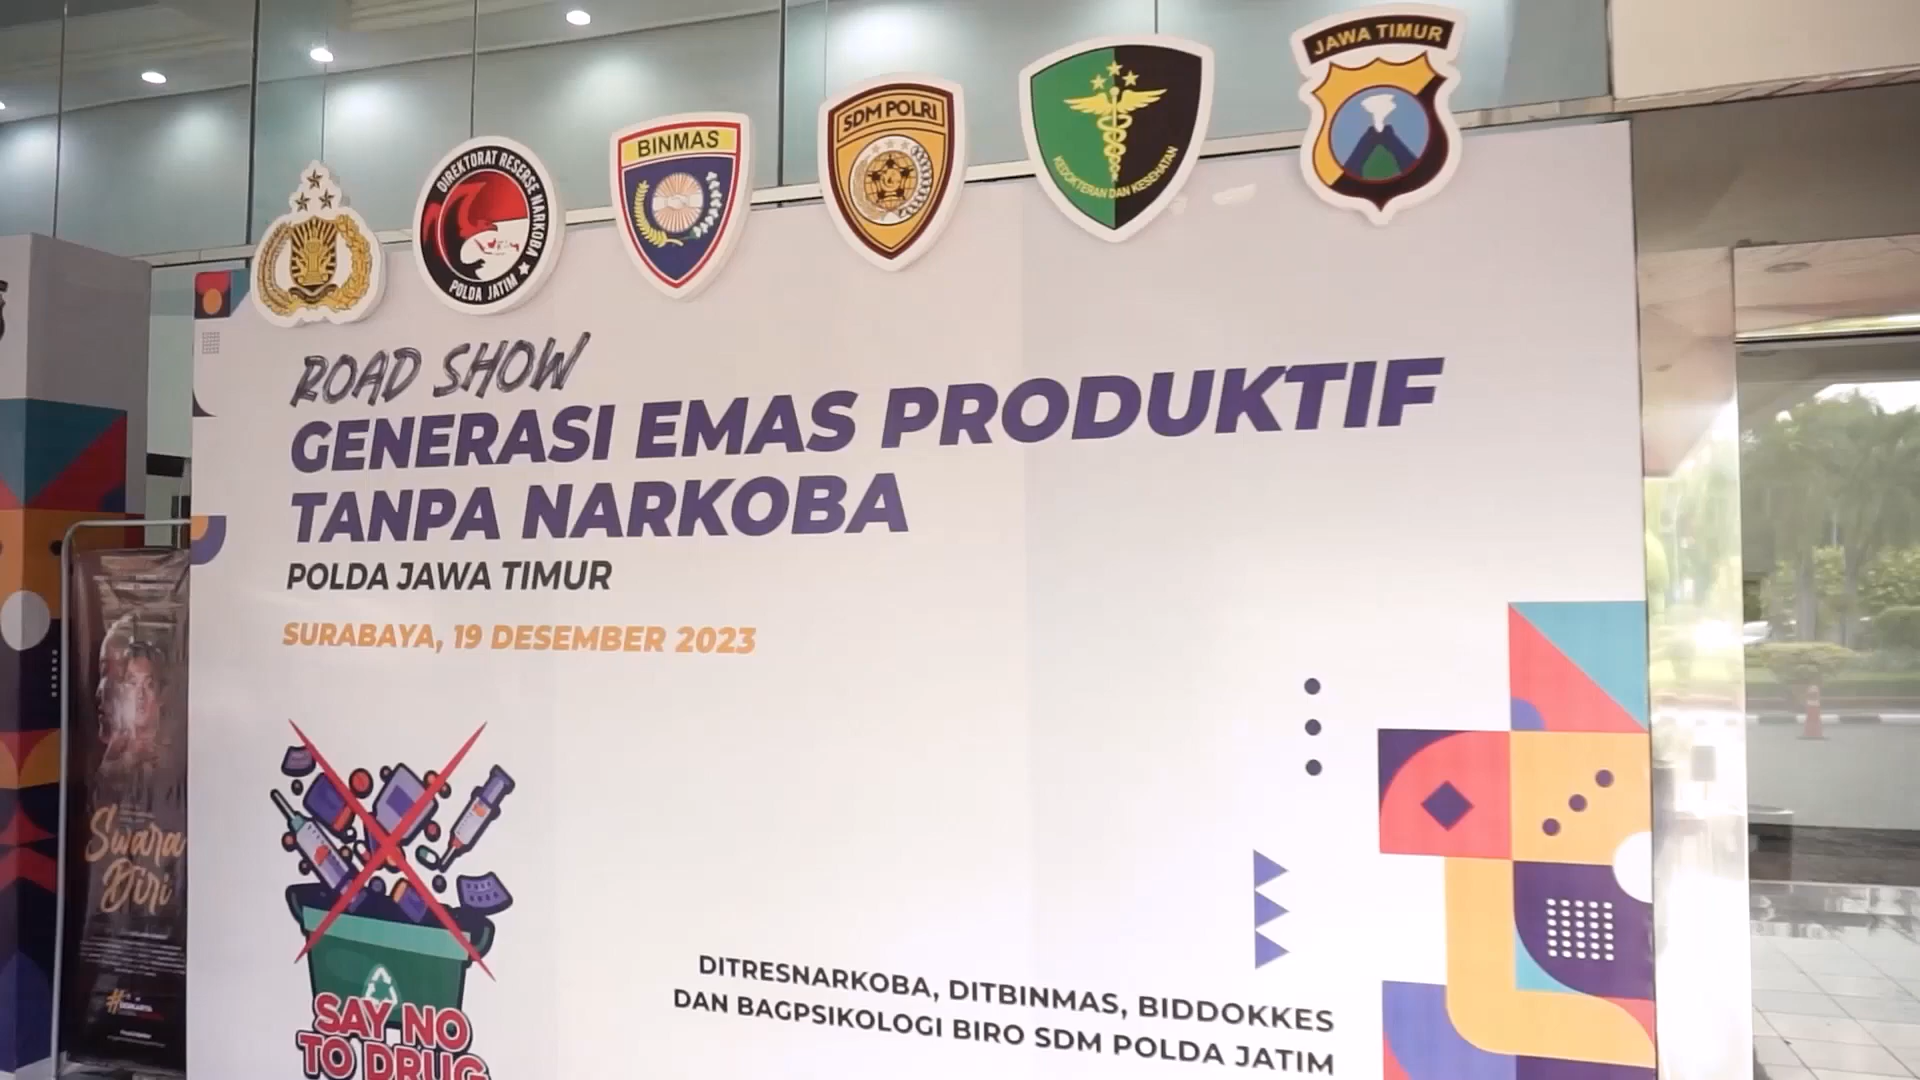 JAWA TIMUR
SDM POLRI
BINMAS
KEDOKTERAN DAN KESEHATAN
DIREKTORAT RESERSE NARKOBA
POLDA JATIM
ROAD SHOW
GENERASI EMAS PRODUKTIF
TANPA NARKOBA
POLDA JAWA TIMUR
SURABAYA, 19 DESEMBER 2023
SAY NO
TO DRUG
DITRESNARKOBA, DITBINMAS, BIDDOKKES
DAN BAGPSIKOLOGI BIRO SDM POLDA JATIM
Swara
Diri